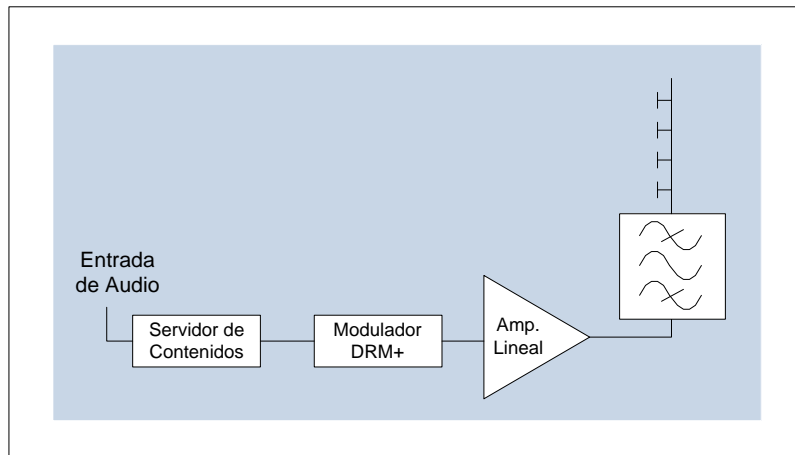 Entrada
de Audio
Servidor de
Contenidos
Modulador
DRM+
Amp.
Lineal